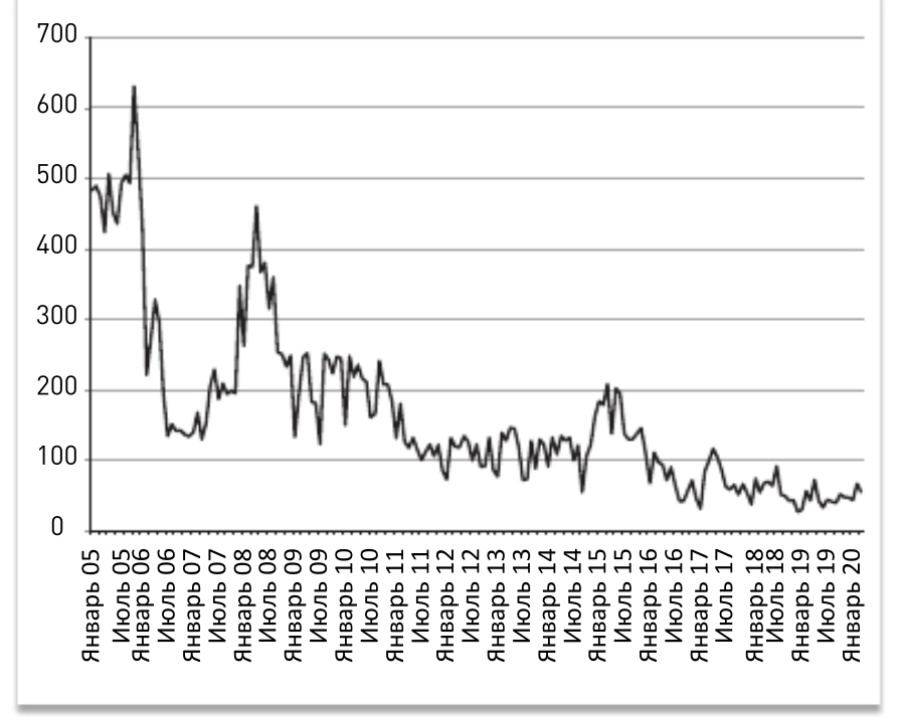 700
600
500
400
300
200
100
0
Январь 05
Июль 05
Январь 06
Июль 06
Январь 07
Июль 07
Январь 08
Июль 08
Январь 09
Июль 09
Январь 10
Июль 10
Январь 11
Июль 11
Январь 12
Июль 12
Январь 13
Июль 13
Январь 14
Июль 14
Январь 15
Июль 15
Январь 16
Июль 16
Январь 17
Июль 17
Январь 18
Июль 18
Январь 19
Июль 19
Январь 20